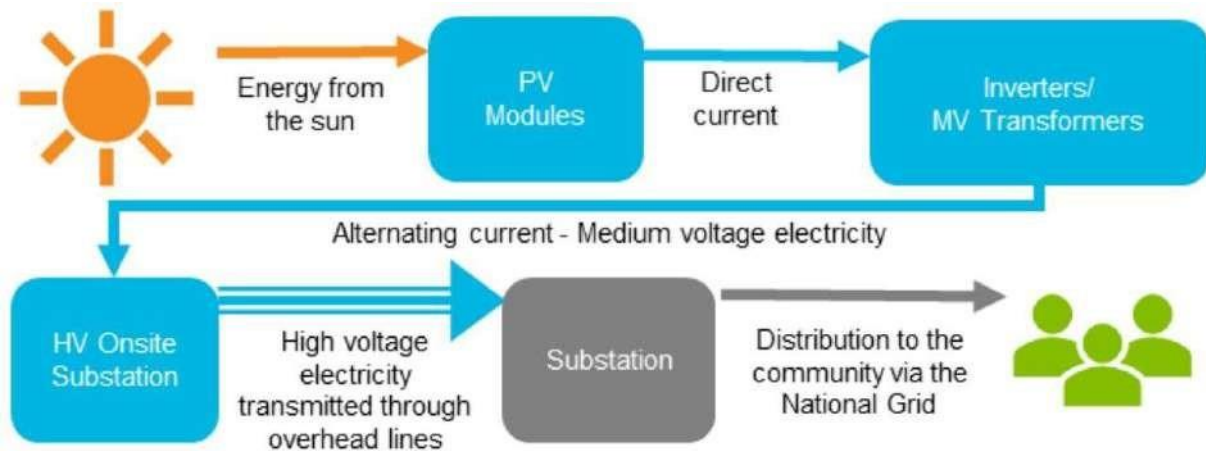 Energy from
the sun
PV
Modules
Direct
current
Inverters/
MV Transformers
Alternating current - Medium voltage electricity
HV Onsite
Substation
High voltage
electricity
transmitted through
overhead lines
Substation
Distribution to the
community via the
National Grid